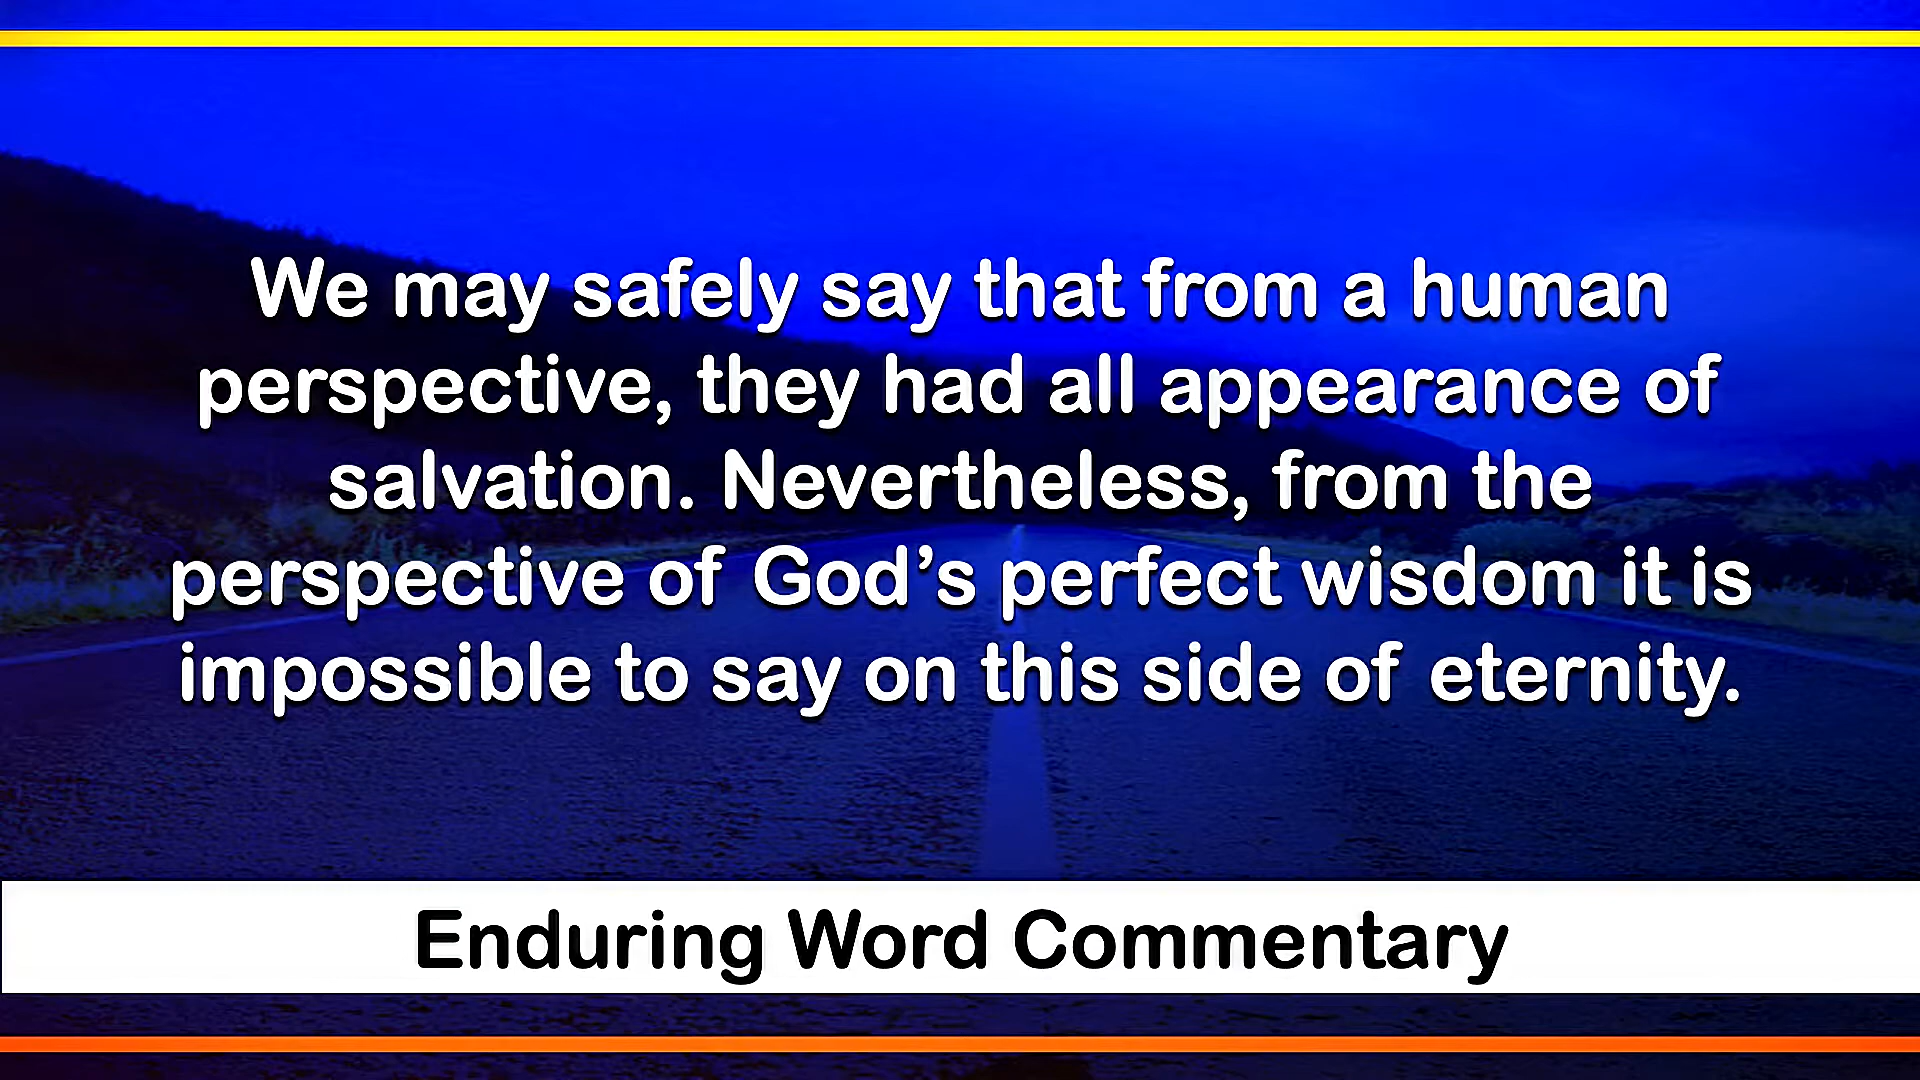 We may safely say that from a human
perspective, they had all appearance of
salvation. Nevertheless, from the
perspective of God’s perfect wisdom it is
impossible to say on this side of eternity.
Enduring Word Commentary